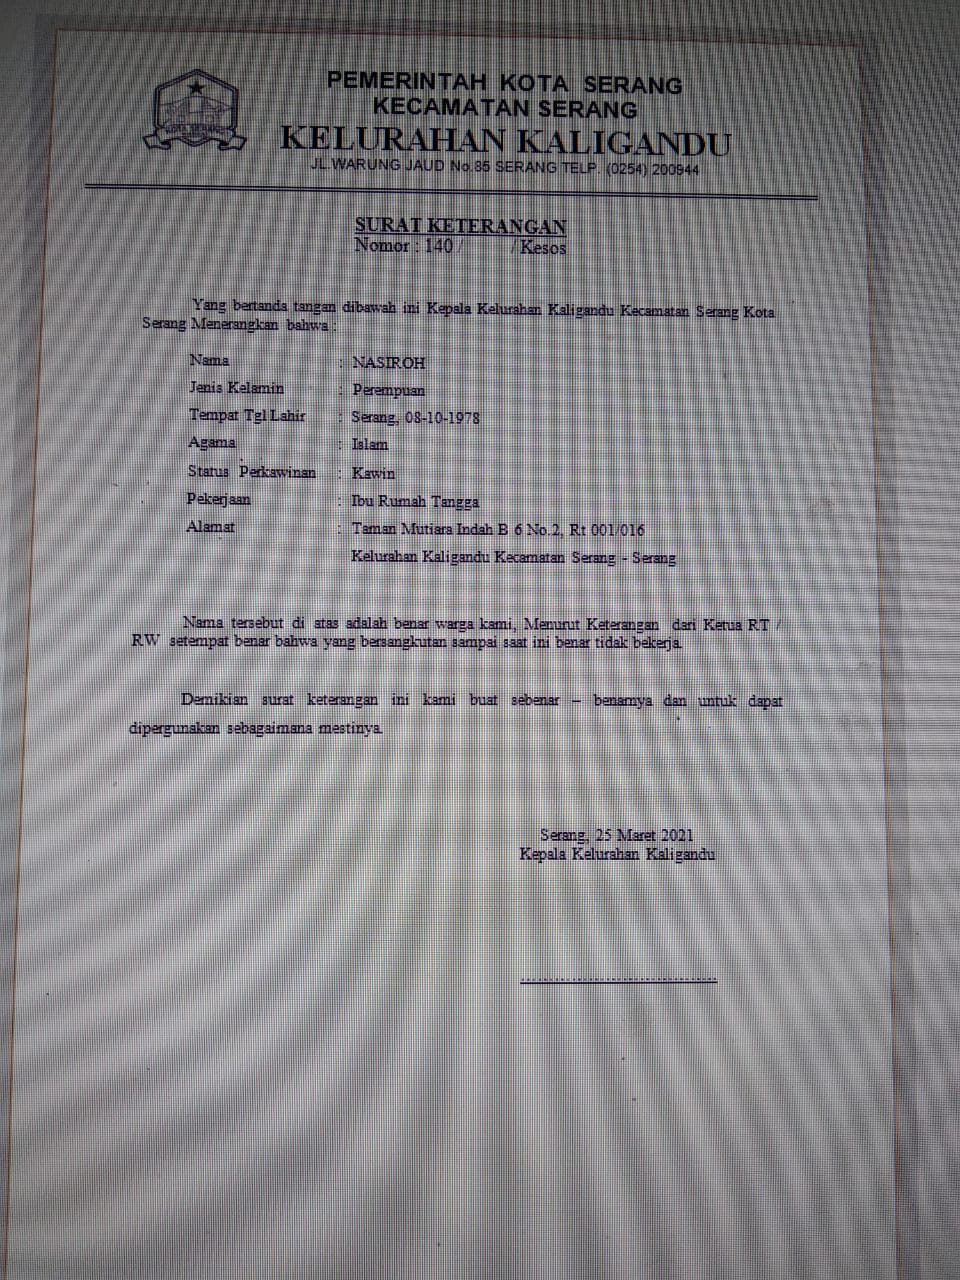 PEMERINTAH KOTA SERANG
KECAMATAN SERANG
KELURAHAN KALIGANDU
JL WARUNG JAUD No.85 SERANG TELP. (0254) 200944
SURAT KETERANGAN
Nomor : 140 / / Kesos
Yang bertanda tangan dibawah ini Kepala Kelurahan Kaligandu Kecamatan Serang Kota
Serang Menerangkan bahwa :
Nama : NASIROH
Jenis Kelamin : Perempuan
Tempat Tgl Lahir : Serang, 08-10-1978
Agama : Islam
Status Perkawinan : Kawin
Pekerjaan : Ibu Rumah Tangga
Alamat : Taman Mutiara Indah B 6 No.2, Rt 001/016
Kelurahan Kaligandu Kecamatan Serang - Serang
Nama tersebut di atas adalah benar warga kami, Menurut Keterangan dari Ketua RT /
RW setempat benar bahwa yang bersangkutan sampai saat ini benar tidak bekerja.
Demikian surat keterangan ini kami buat sebenar – benarnya dan untuk dapat
dipergunakan sebagaimana mestinya.
Serang, 25 Maret 2021
Kepala Kelurahan Kaligandu